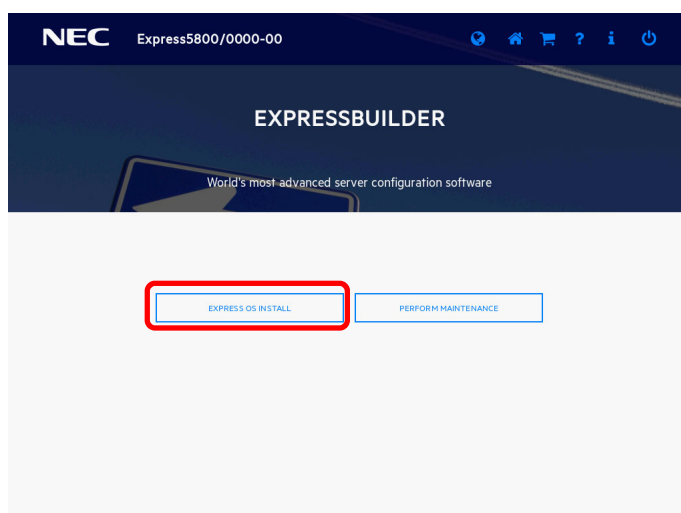 NEC Express5800/0000-00 ? i
EXPRESSBUILDER
World's most advanced server configuration software
EXPRESS OS INSTALL PERFORM MAINTENANCE